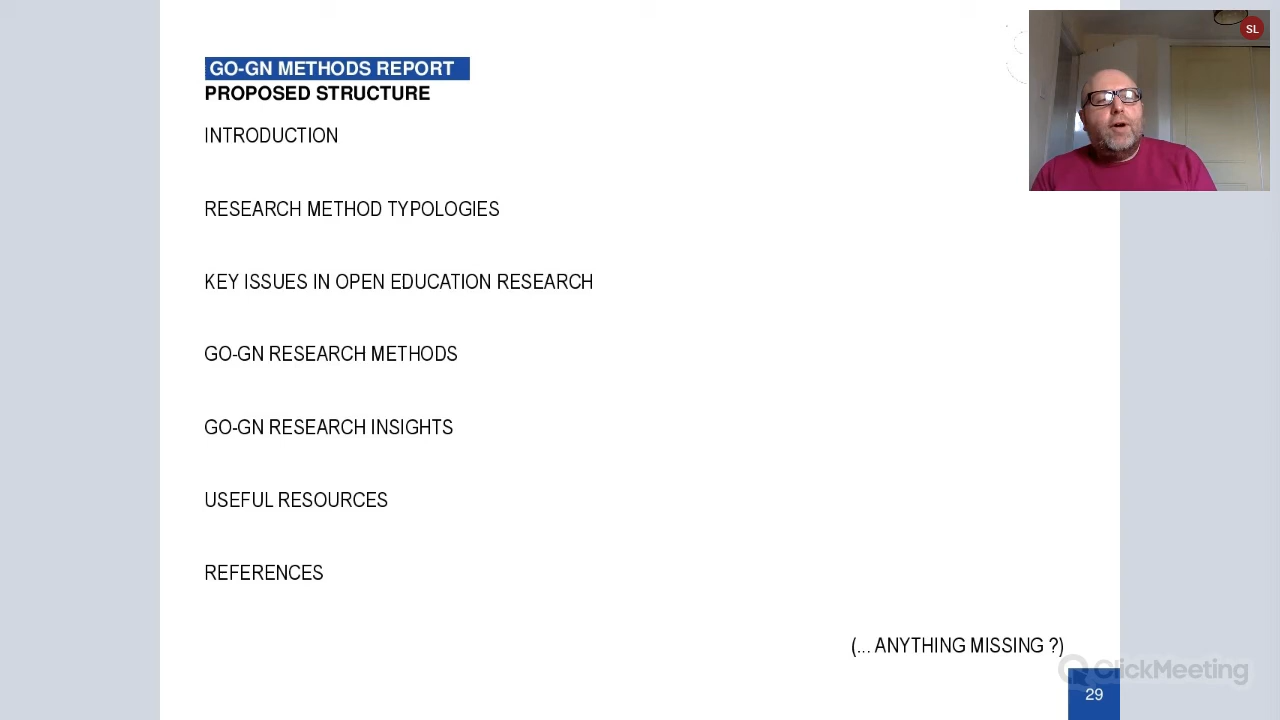 GO-GN METHODS REPORT
PROPOSED STRUCTURE
INTRODUCTION
RESEARCH METHOD TYPOLOGIES
KEY ISSUES IN OPEN EDUCATION RESEARCH
GO-GN RESEARCH METHODS
GO-GN RESEARCH INSIGHTS
USEFUL RESOURCES
REFERENCES
(... ANYTHING MISSING ?)
ClickMeeting
29
SL